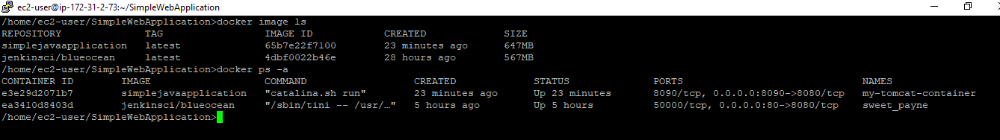 ec2-user@ip-172-31-2-73:~/SimpleWebApplication
/home/ec2-user/SimpleWebApplication>docker image ls
REPOSITORY TAG IMAGE ID CREATED SIZE
simplejavaapplication latest 65b7e22f7100 23 minutes ago 647MB
jenkinsci/blueocean latest 4dbf0022b46e 28 hours ago 567MB
/home/ec2-user/SimpleWebApplication>docker ps -a
CONTAINER ID IMAGE COMMAND CREATED STATUS PORTS NAMES
e3e29d2071b7 simplejavaapplication "catalina.sh run" 23 minutes ago Up 23 minutes 8090/tcp, 0.0.0.0:8090->8080/tcp my-tomcat-container
ea3410d8403d jenkinsci/blueocean "/sbin/tini -- /usr/…" 5 hours ago Up 5 hours 50000/tcp, 0.0.0.0:80->8080/tcp sweet_payne
/home/ec2-user/SimpleWebApplication>